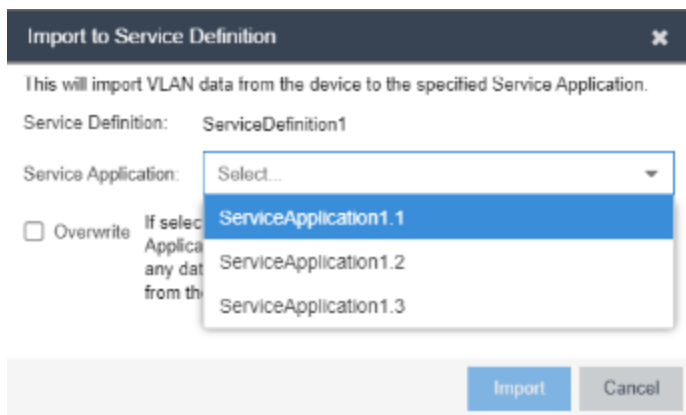 Import to Service Definition
This will import VLAN data from the device to the specified Service Application.
Service Definition: ServiceDefinition1
Service Application: Select...
ServiceApplication1.1
Overwrite If selec
Applica
any dat
from th
ServiceApplication1.2
ServiceApplication1.3
Import Cancel